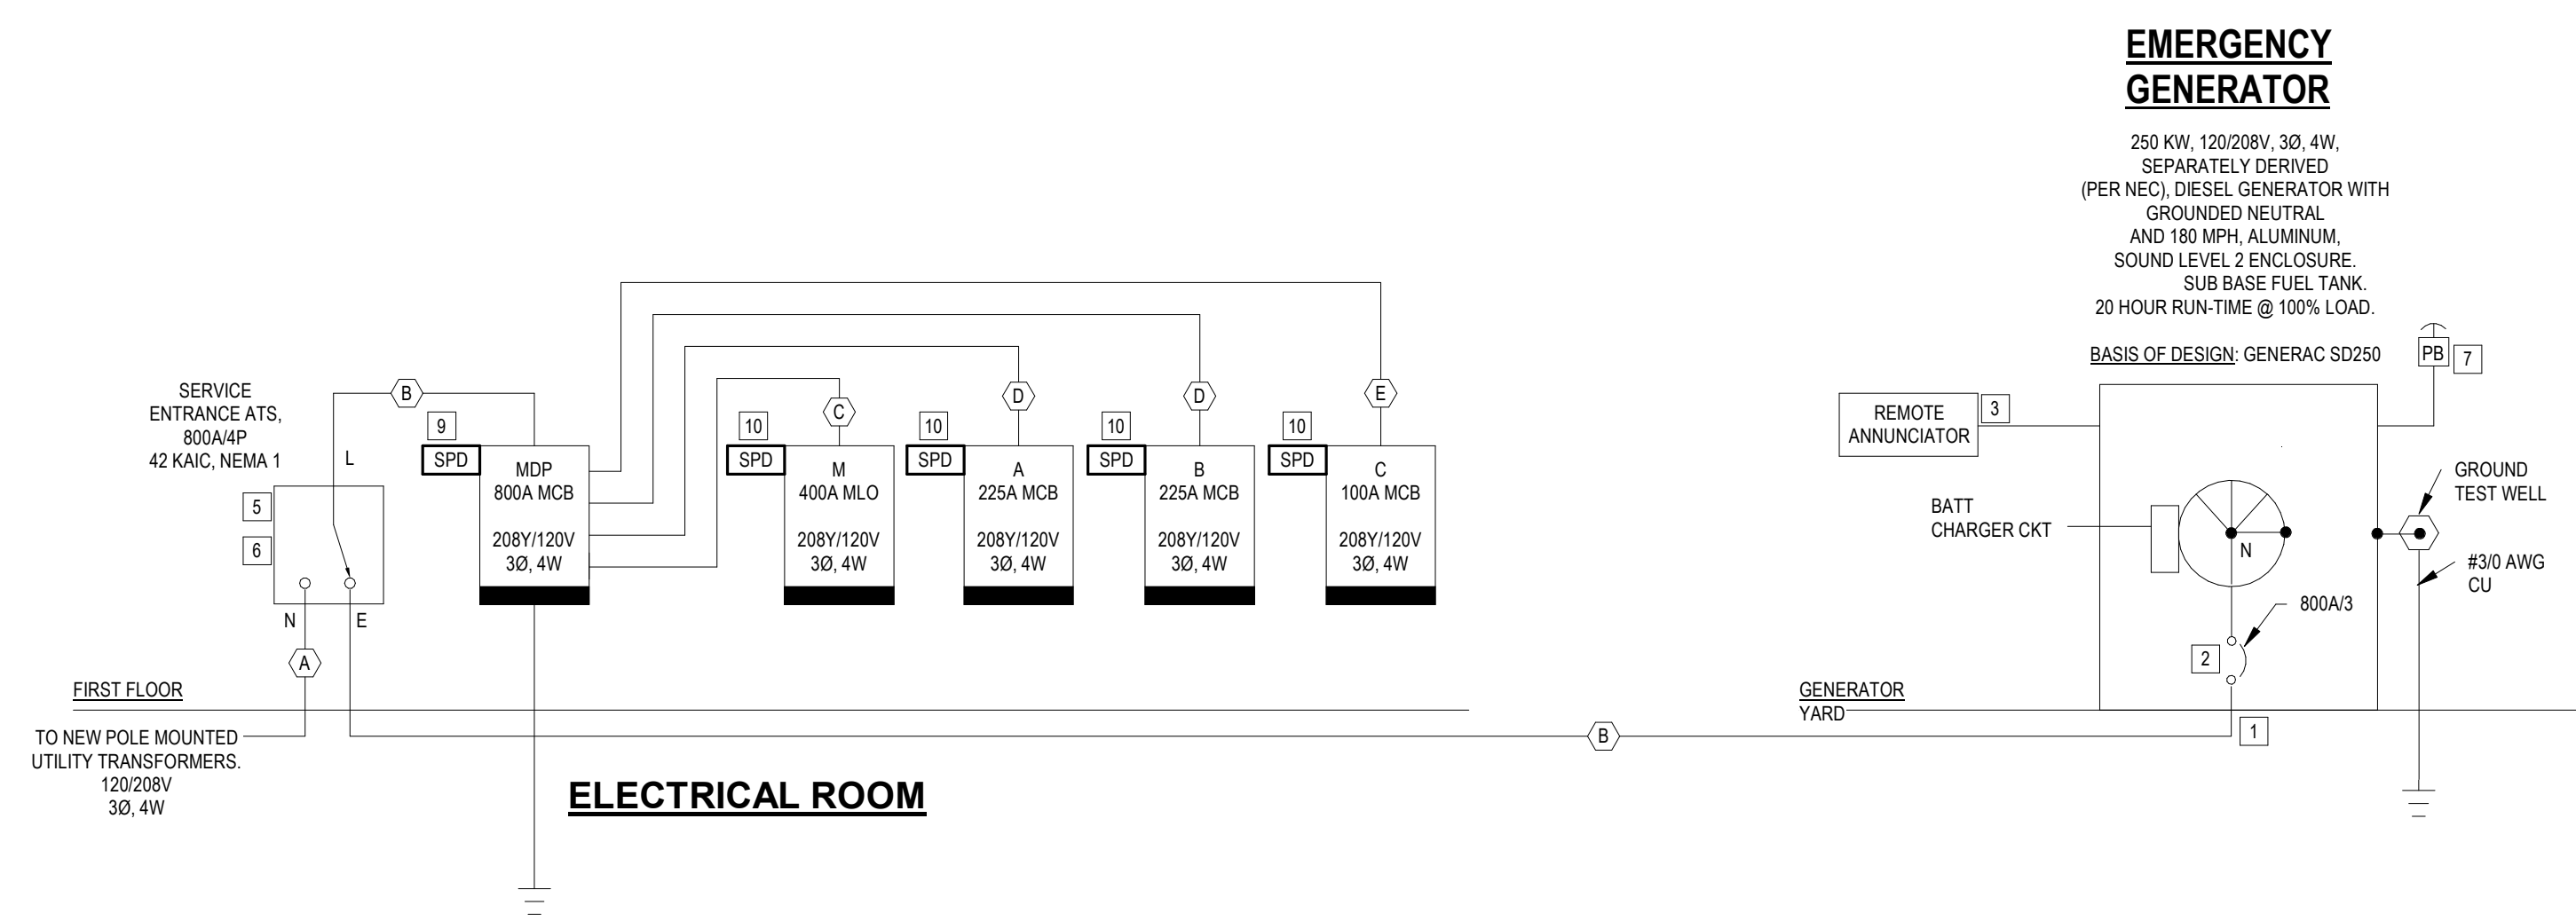 EMERGENCY
GENERATOR
250 KW, 120/208V, 3Ø, 4W,
SEPARATELY DERIVED
(PER NEC), DIESEL GENERATOR WITH
GROUNDED NEUTRAL
AND 180 MPH, ALUMINUM,
SOUND LEVEL 2 ENCLOSURE.
SUB BASE FUEL TANK.
20 HOUR RUN-TIME @ 100% LOAD.
BASIS OF DESIGN: GENERAC SD250
PB
7
SERVICE
ENTRANCE ATS,
800A/4P
42 KAIC, NEMA 1
L
B
5
6
N
E
A
9
SPD
MDP
800A MCB
208Y/120V
3Ø, 4W
10
SPD
C
M
400A MLO
208Y/120V
3Ø, 4W
10
SPD
D
A
225A MCB
208Y/120V
3Ø, 4W
10
SPD
D
B
225A MCB
208Y/120V
3Ø, 4W
10
SPD
E
C
100A MCB
208Y/120V
3Ø, 4W
REMOTE
ANNUNCIATOR
3
BATT
CHARGER CKT
N
GROUND
TEST WELL
#3/0 AWG
CU
800A/3
2
FIRST FLOOR
GENERATOR
YARD
1
B
TO NEW POLE MOUNTED
UTILITY TRANSFORMERS.
120/208V
3Ø, 4W
ELECTRICAL ROOM